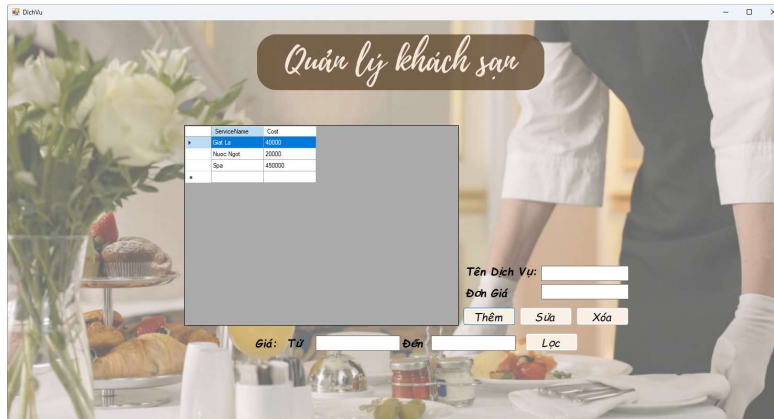 DichVu
Quản lý khách sạn
ServiceName Cost
Giat La 40000
Nuoc Ngot 20000
Spa 450000
Tên Dịch Vụ:
Đơn Giá
Thêm Sửa Xóa
Giá: Từ Đến Lọc